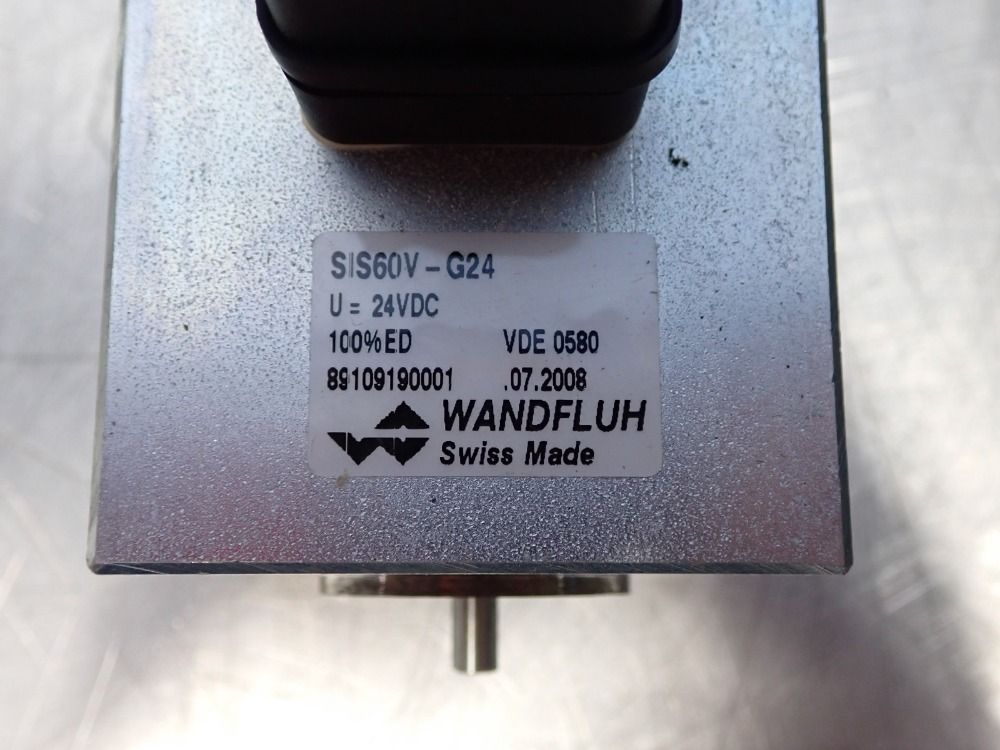 SIS60V - G24
U = 24VDC
100%ED VDE 0580
89109190001 .07.2008
WANDFLUH
Swiss Made